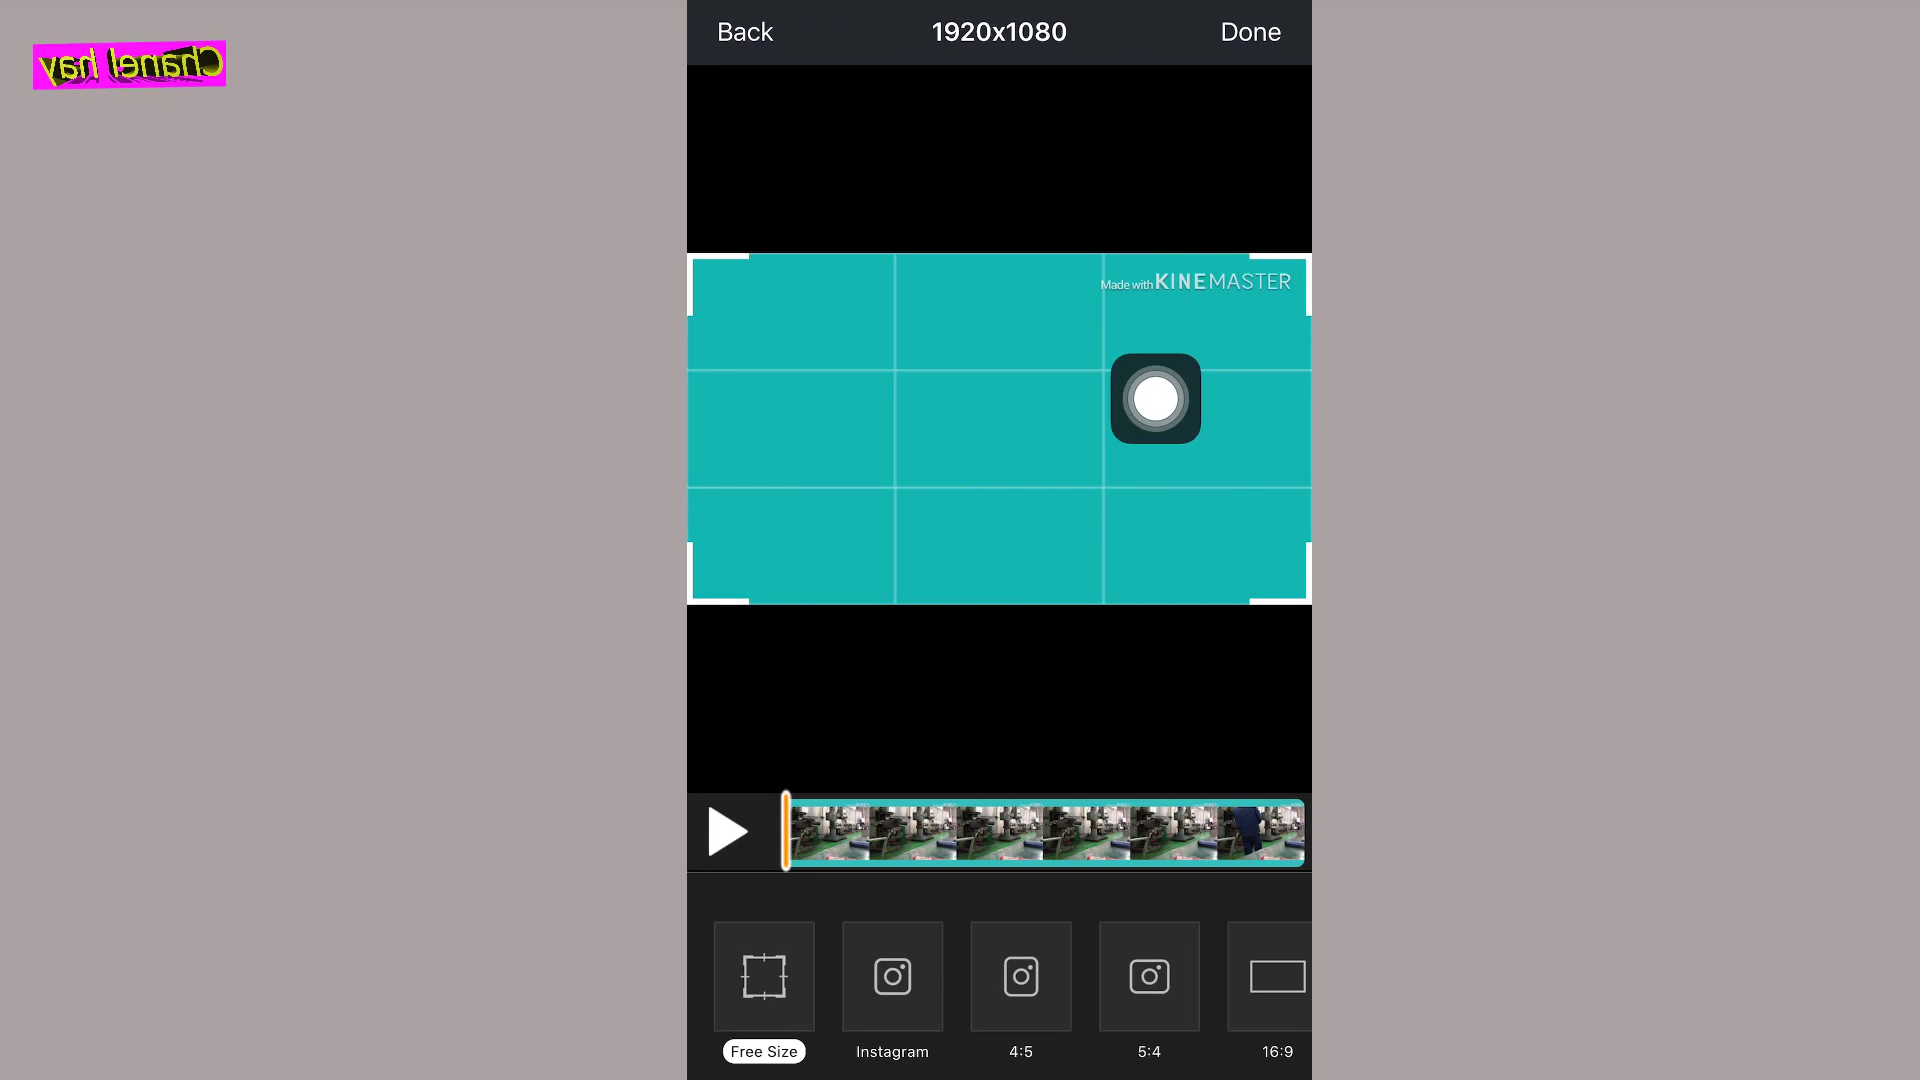 Back 1920x1080 Done
Chanel hay
Made with KINEMASTER
Free Size Instagram 4:5 5:4 16:9